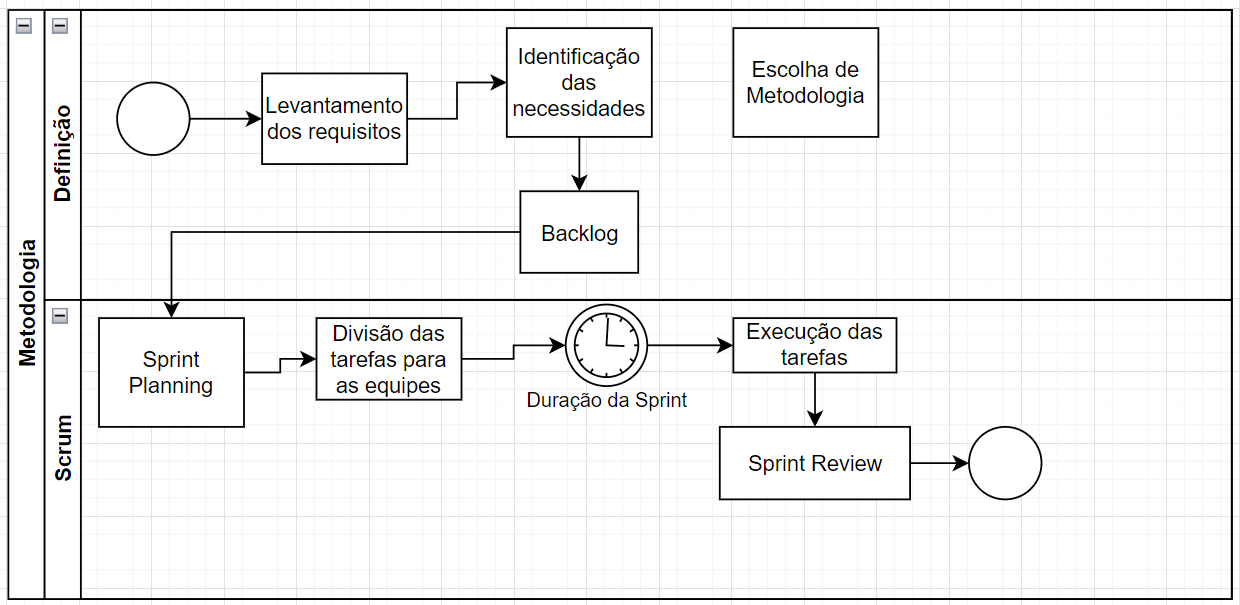 Metodologia
Definição
Levantamento
dos requisitos
Identificação
das
necessidades
Escolha de
Metodologia
Backlog
Scrum
Sprint
Planning
Divisão das
tarefas para
as equipes
Duração da Sprint
Execução das
tarefas
Sprint Review